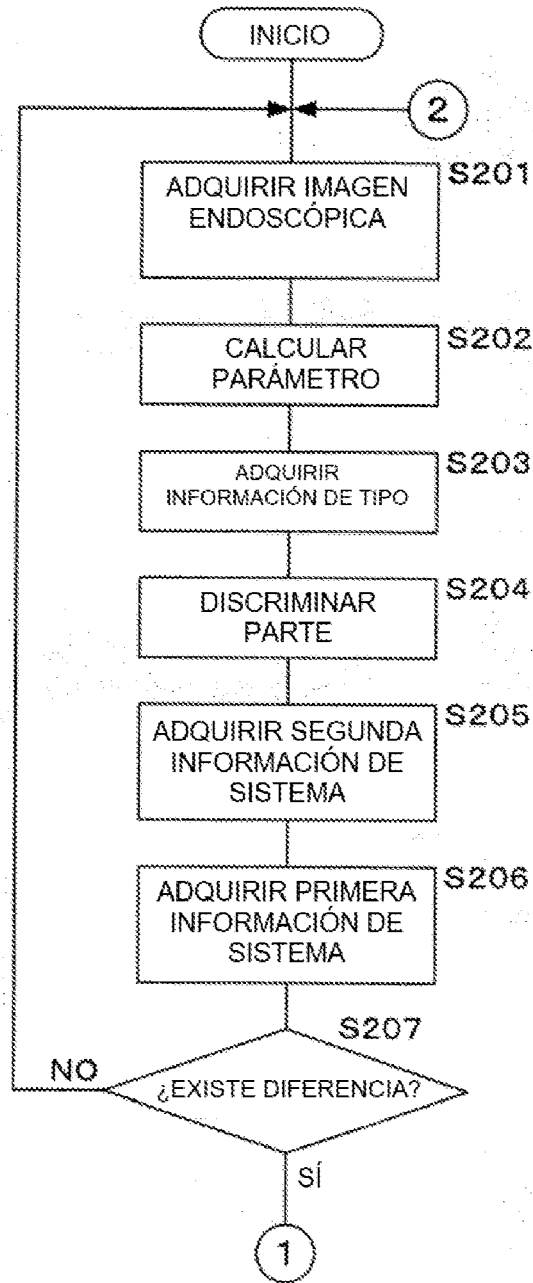 INICIO
2
S201
ADQUIRIR IMAGEN
ENDOSCÓPICA
S202
CALCULAR
PARÁMETRO
S203
ADQUIRIR
INFORMACIÓN DE TIPO
S204
DISCRIMINAR
PARTE
S205
ADQUIRIR SEGUNDA
INFORMACIÓN DE
SISTEMA
S206
ADQUIRIR PRIMERA
INFORMACIÓN DE
SISTEMA
S207
NO
¿EXISTE DIFERENCIA?
SÍ
1